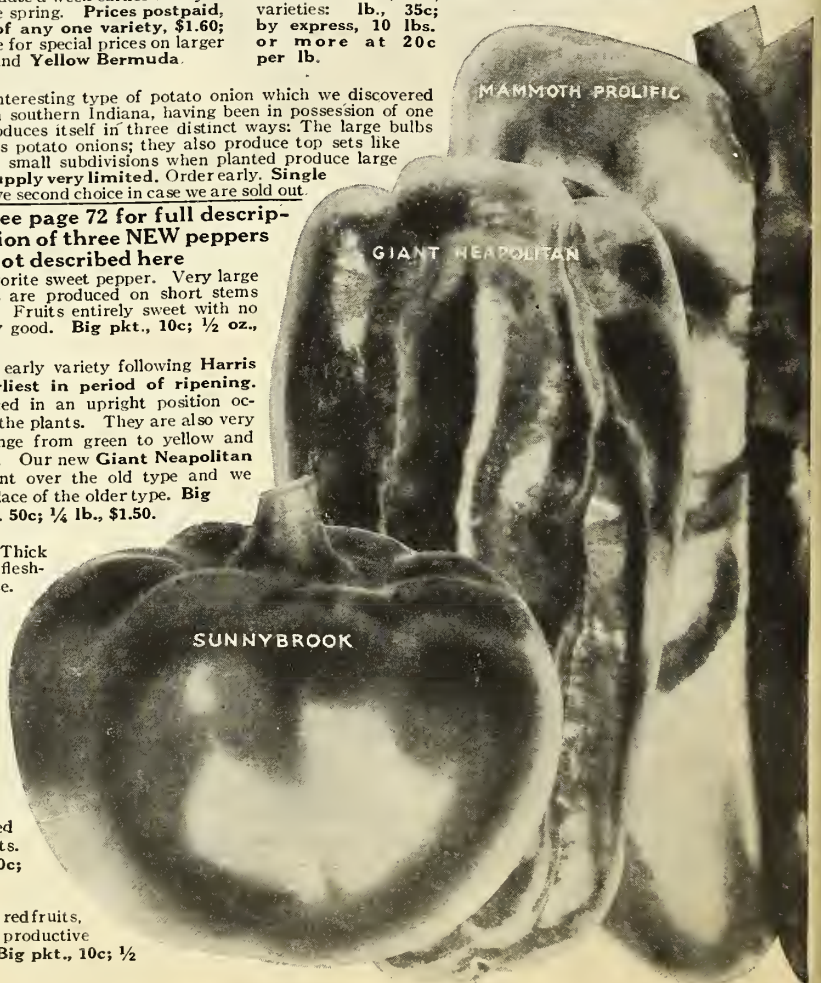 e spring. Prices postpaid,
of any one variety, $1.60;
e for special prices on larger
nd Yellow Bermuda.
varieties: lb., 35c;
by express, 10 lbs.
or more at 20c
per lb.
nteresting type of potato onion which we discovered
southern Indiana, having been in possession of one
oduces itself in three distinct ways: The large bulbs
s potato onions; they also produce top sets like
small subdivisions when planted produce large
upply very limited. Order early. Single
ve second choice in case we are sold out.
ee page 72 for full descrip-
ion of three NEW peppers
ot described here
orite sweet pepper. Very large
are produced on short stems
Fruits entirely sweet with no
good. Big pkt., 10c; ½ oz.,
early variety following Harris
rliest in period of ripening.
ed in an upright position oc-
the plants. They are also very
nge from green to yellow and
Our new Giant Neapolitan
nt over the old type and we
lace of the older type. Big
50c; ¼ lb., $1.50.
Thick
flesh-
e.
ed
ts.
0c;
red fruits,
productive
Big pkt., 10c; ½
MAMMOTH PROLIFIC
GIANT NEAPOLITAN
SUNNYBROOK